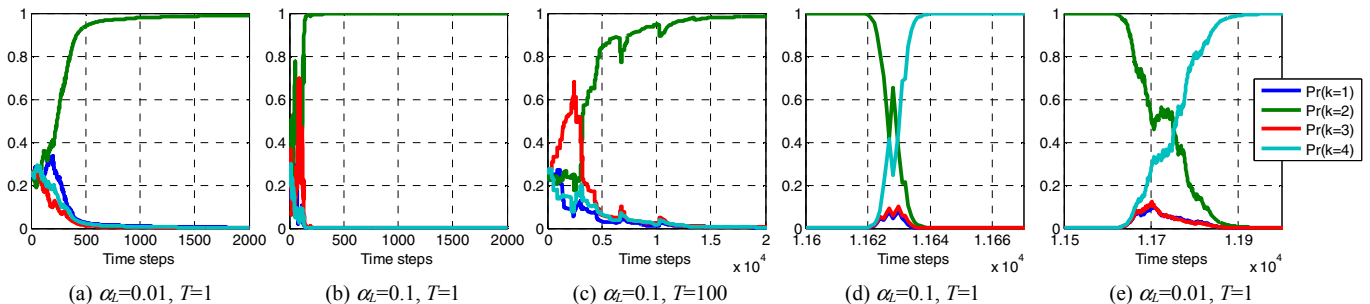 1
0.8
0.6
0.4
0.2
0
0 500 1000 1500 2000
Time steps
(a) αL=0.01, T=1
1
0.8
0.6
0.4
0.2
0
0 500 1000 1500 2000
Time steps
(b) αL=0.1, T=1
1
0.8
0.6
0.4
0.2
0
0 0.5 1 1.5 2
Time steps
x 10^4
(c) αL=0.1, T=100
1
0.8
0.6
0.4
0.2
0
1.16 1.162 1.164 1.166
Time steps
x 10^4
(d) αL=0.1, T=1
1
0.8
0.6
0.4
0.2
0
1.15 1.17 1.19
Time steps
x 10^4
(e) αL=0.01, T=1
Pr(k=1)
Pr(k=2)
Pr(k=3)
Pr(k=4)